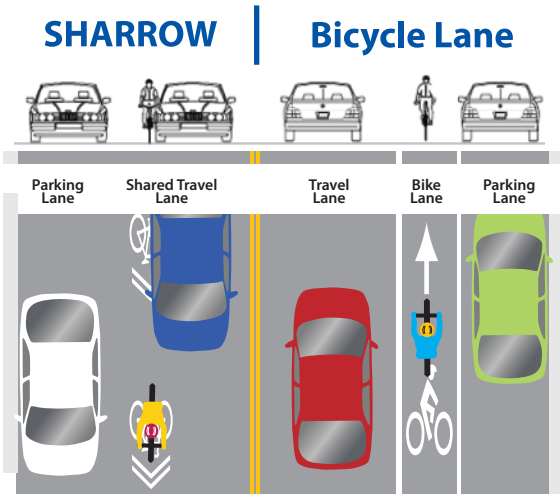 SHARROW
Bicycle Lane
Parking
Lane
Shared Travel
Lane
Travel
Lane
Bike
Lane
Parking
Lane